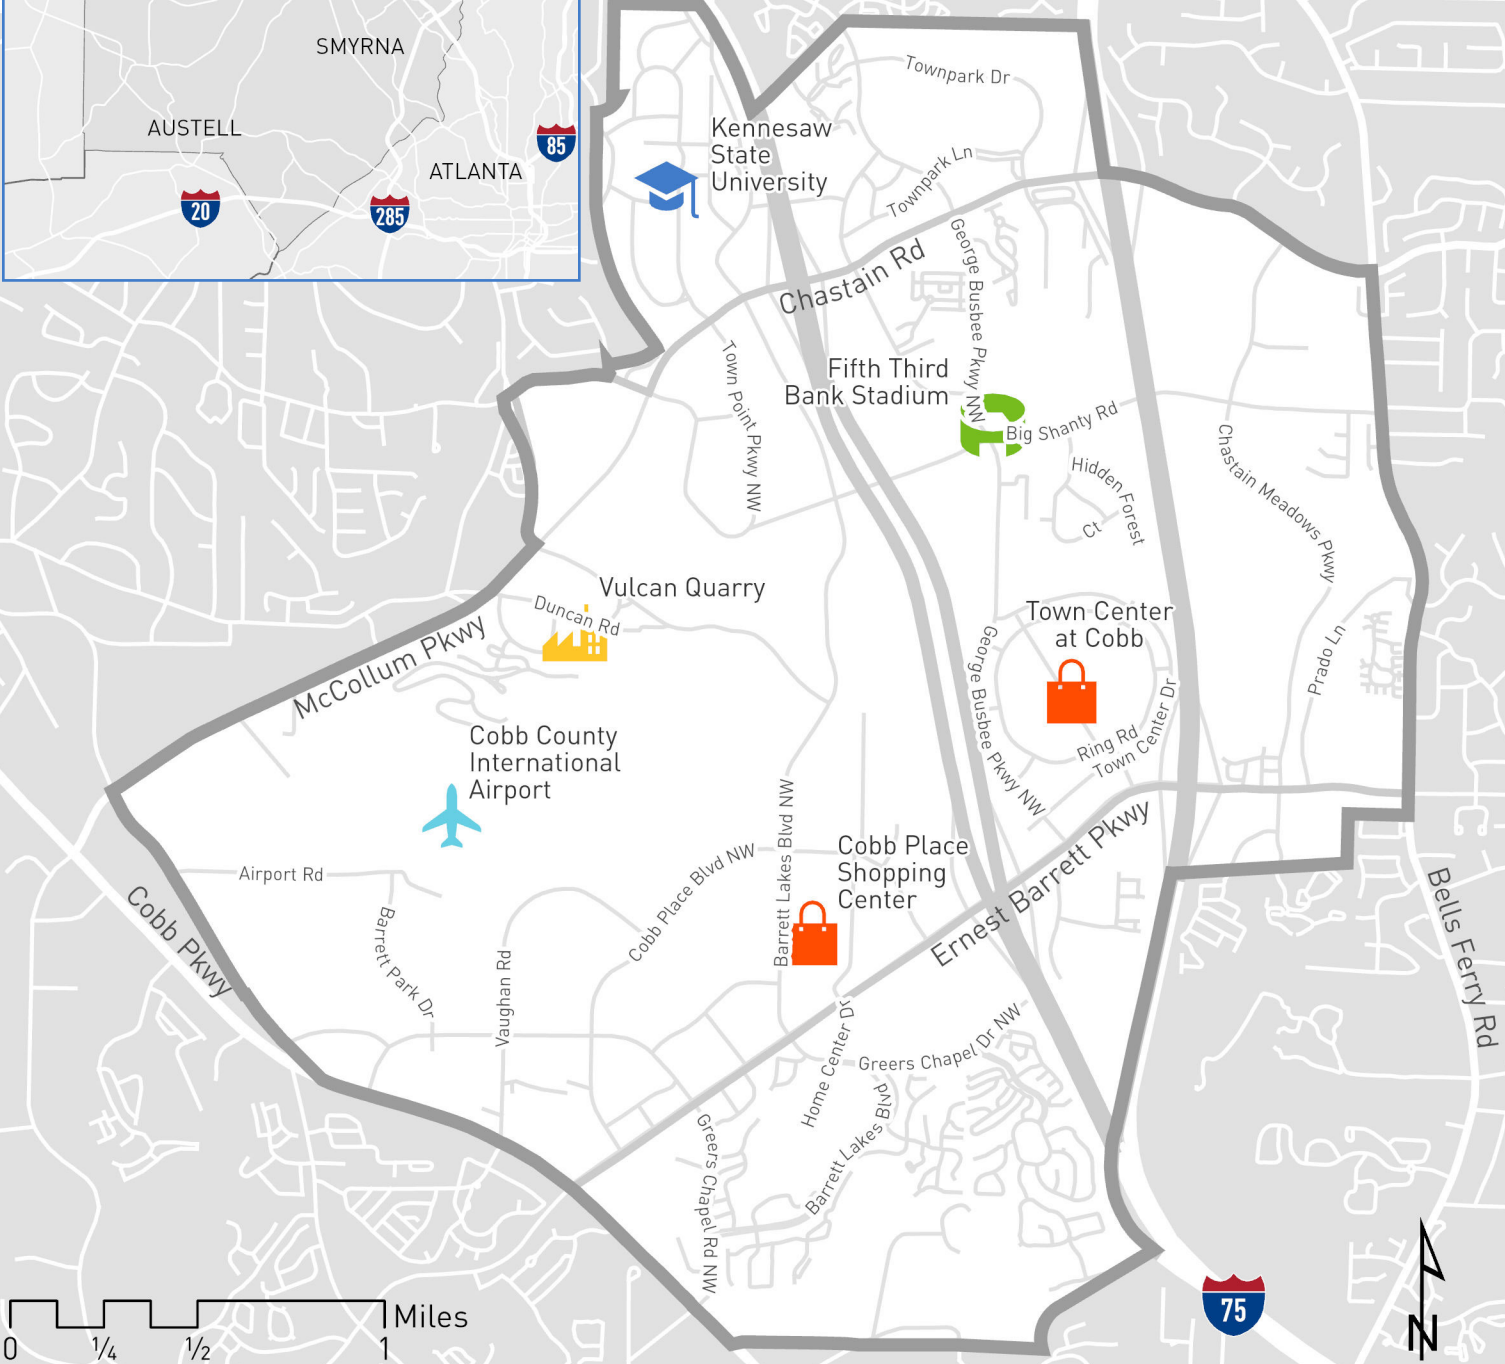 SMYRNA
AUSTELL
ATLANTA
85
20
285
Townpark Dr
Kennesaw
State
University
Townpark Ln
George Busbee Pkwy NW
Chastain Rd
Town Point Pkwy NW
Fifth Third
Bank Stadium
Big Shanty Rd
Chastain Meadows Pkwy
Hidden Forest
Ct
Vulcan Quarry
Duncan Rd
McCollum Pkwy
Town Center
at Cobb
George Busbee Pkwy NW
Prado Ln
Ring Rd
Town Center Dr
Cobb County
International
Airport
Barrett Lakes Blvd NW
Cobb Place Blvd NW
Cobb Place
Shopping
Center
Ernest Barrett Pkwy
Airport Rd
Cobb Pkwy
Barrett Park Dr
Vaughan Rd
Bells Ferry Rd
Home Center Dr
Greers Chapel Dr NW
Barrett Lakes Blvd
Greers Chapel Rd NW
75
Miles
0
1/4
1/2
1
N